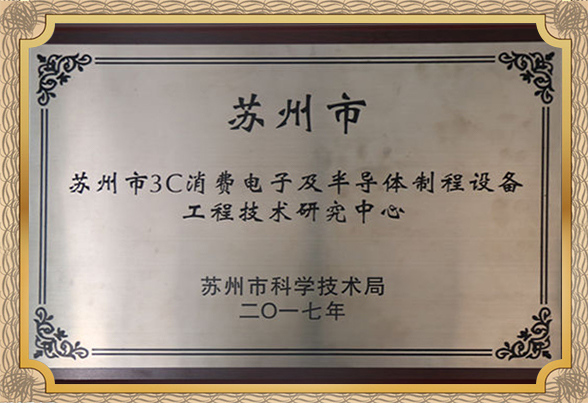 苏州市
苏州市3C消费电子及半导体制程设备
工程技术研究中心
苏州市科学技术局
二〇一七年